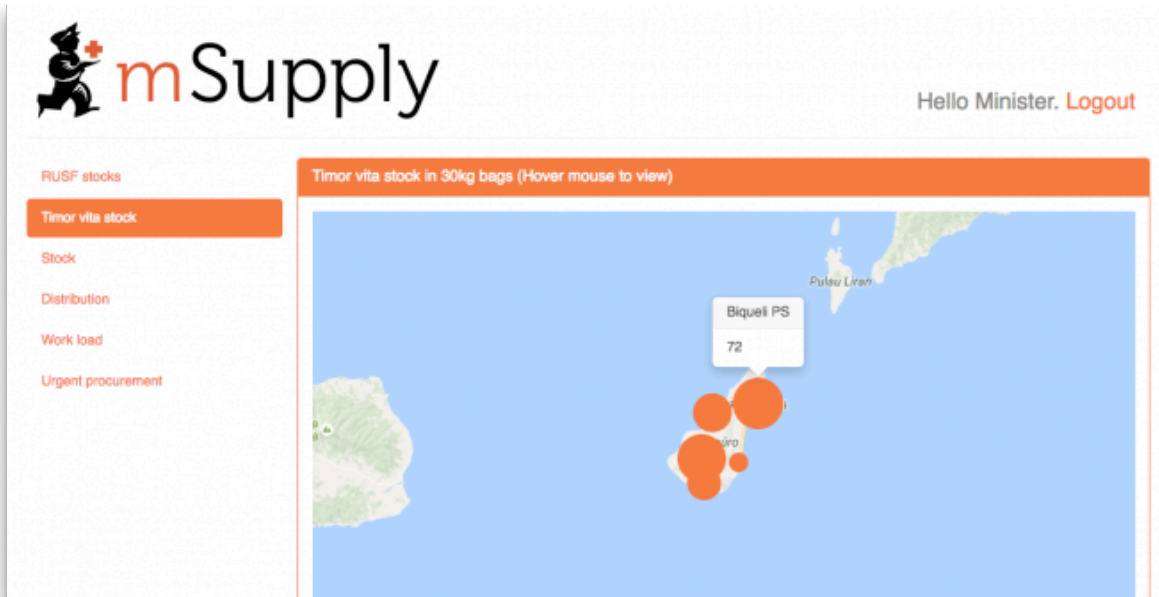 mSupply
Hello Minister. Logout
RUSF stocks
Timor vita stock
Stock
Distribution
Work load
Urgent procurement
Timor vita stock in 30kg bags (Hover mouse to view)
Pulau Liran
Biqueli PS
72